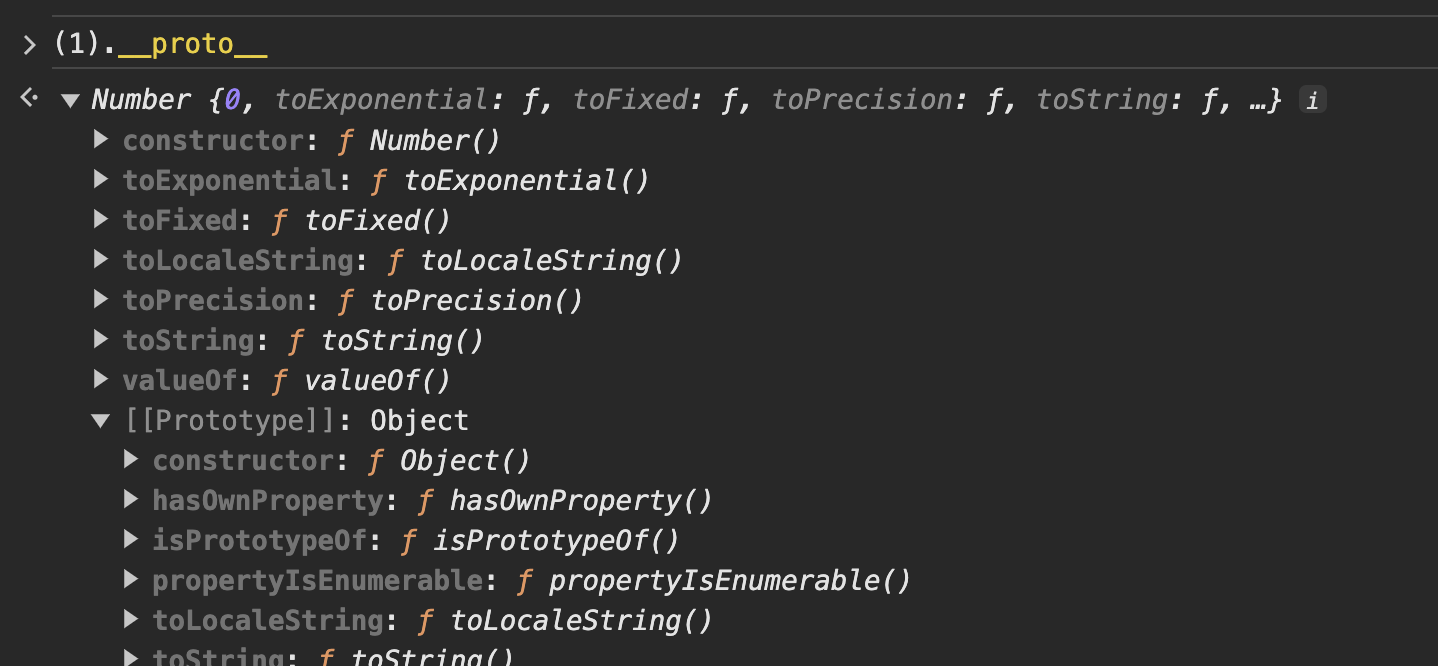 > (1).__proto__
Number {0, toExponential: ƒ, toFixed: ƒ, toPrecision: ƒ, toString: ƒ, …} i
constructor: ƒ Number()
toExponential: ƒ toExponential()
toFixed: ƒ toFixed()
toLocaleString: ƒ toLocaleString()
toPrecision: ƒ toPrecision()
toString: ƒ toString()
valueOf: ƒ valueOf()
[[Prototype]]: Object
constructor: ƒ Object()
hasOwnProperty: ƒ hasOwnProperty()
isPrototypeOf: ƒ isPrototypeOf()
propertyIsEnumerable: ƒ propertyIsEnumerable()
toLocaleString: ƒ toLocaleString()
toString: ƒ toString()